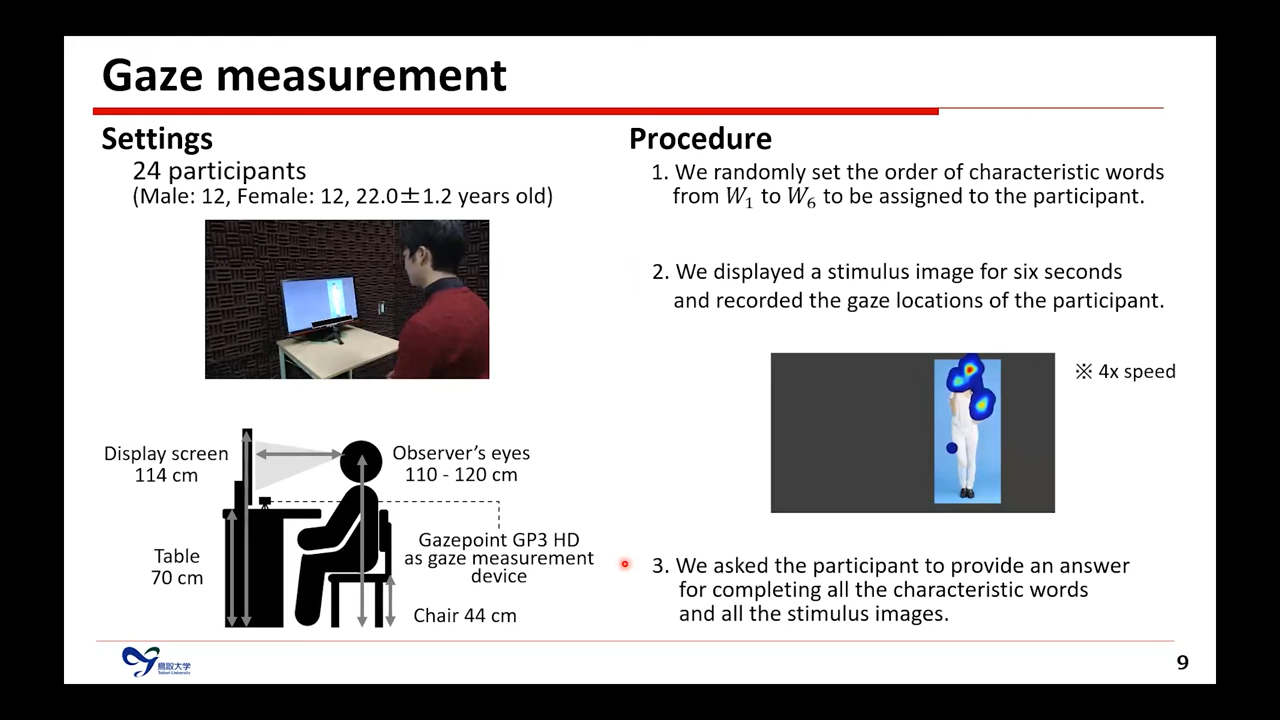 Gaze measurement
Settings
24 participants
(Male: 12, Female: 12, 22.0±1.2 years old)
Display screen
114 cm
Observer's eyes
110 - 120 cm
Gazepoint GP3 HD
as gaze measurement
device
Table
70 cm
Chair 44 cm
Procedure
1. We randomly set the order of characteristic words
from W₁ to W₆ to be assigned to the participant.
2. We displayed a stimulus image for six seconds
and recorded the gaze locations of the participant.
※ 4x speed
3. We asked the participant to provide an answer
for completing all the characteristic words
and all the stimulus images.
鳥取大学
Tottori University
9